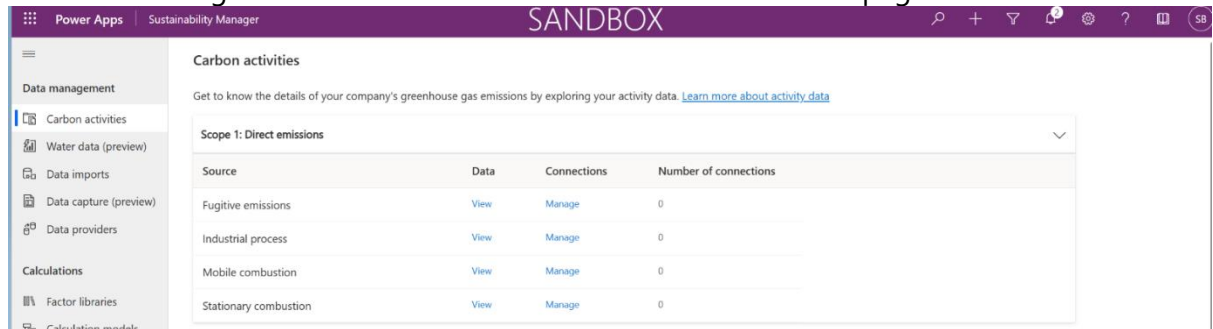 Power Apps Sustainability Manager SANDBOX 2 ? SB
Data management
Carbon activities
Water data (preview)
Data imports
Data capture (preview)
Data providers
Calculations
Factor libraries
Calculation models
Carbon activities
Get to know the details of your company's greenhouse gas emissions by exploring your activity data. Learn more about activity data
Scope 1: Direct emissions
Source Data Connections Number of connections
Fugitive emissions View Manage 0
Industrial process View Manage 0
Mobile combustion View Manage 0
Stationary combustion View Manage 0